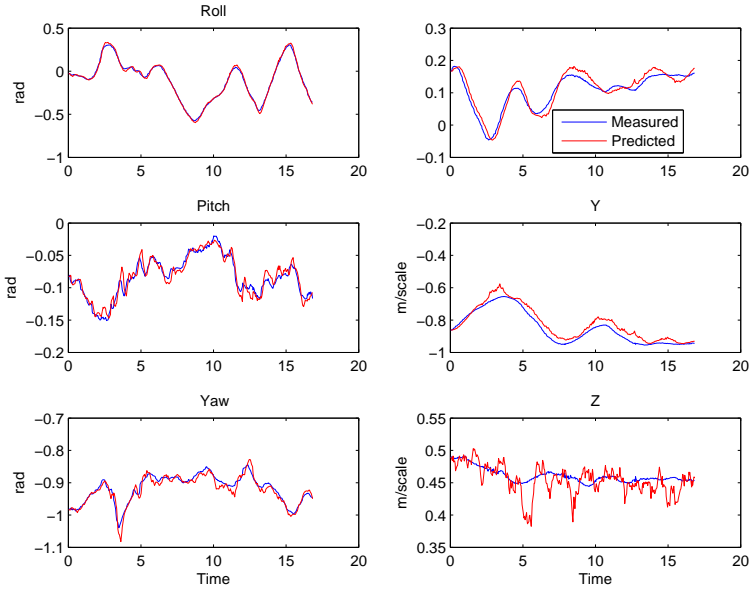 Roll
0.5
0
−0.5
−1
rad
0 5 10 15 20
0.3
0.2
0.1
0
−0.1
0 5 10 15 20
Measured
Predicted
Pitch
0
−0.05
−0.1
−0.15
−0.2
rad
0 5 10 15 20
Y
−0.2
−0.4
−0.6
−0.8
−1
m/scale
0 5 10 15 20
Yaw
−0.7
−0.8
−0.9
−1
−1.1
rad
0 5 10 15 20
Time
Z
0.55
0.5
0.45
0.4
0.35
m/scale
0 5 10 15 20
Time